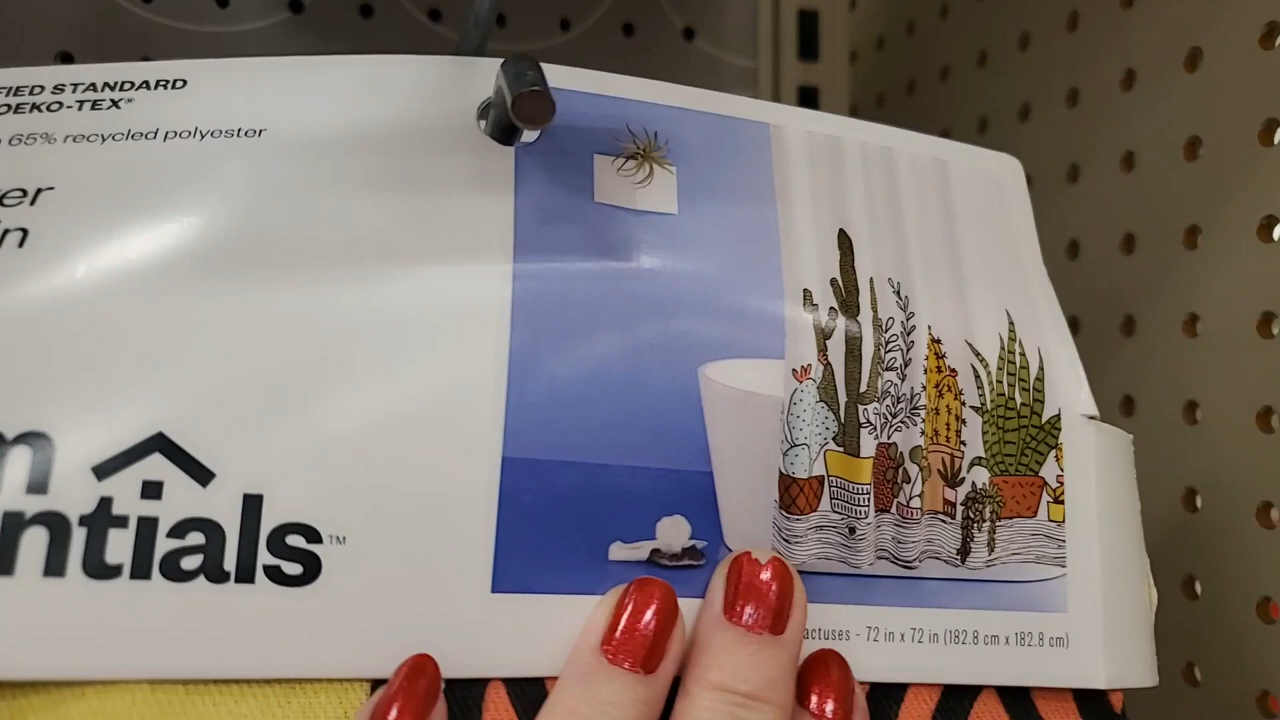 FIED STANDARD
OEKO-TEX®
65% recycled polyester
er
in
m
ntials™
actuses - 72 in x 72 in (182.8 cm x 182.8 cm)